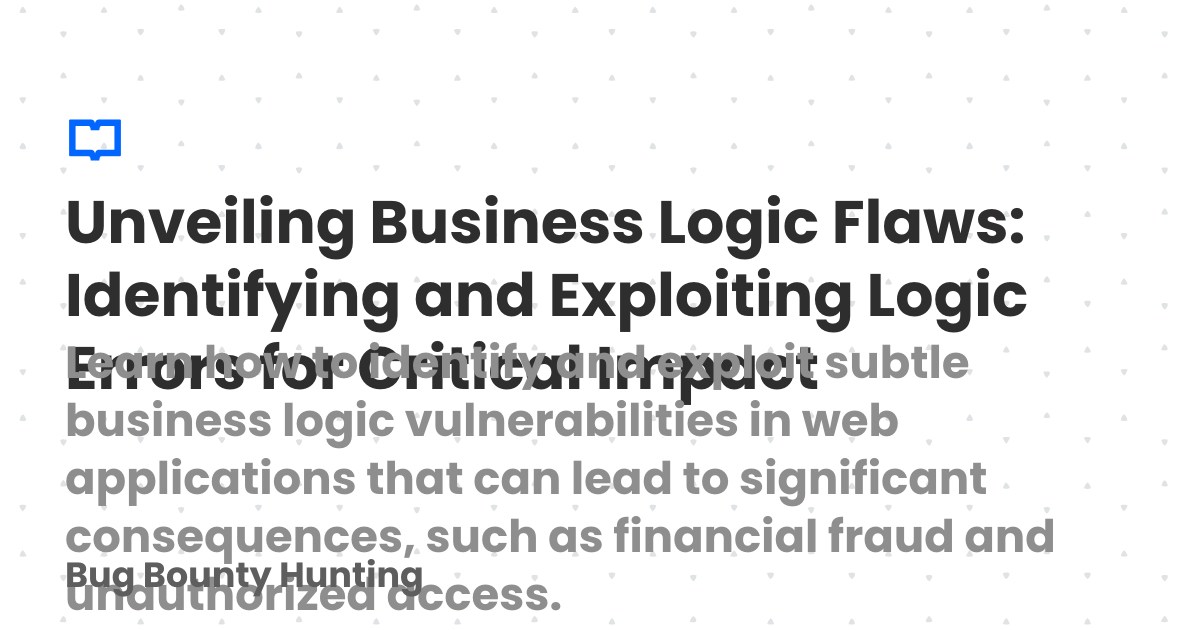 Unveiling Business Logic Flaws:
Identifying and Exploiting Logic
Errors for Critical Impact
Learn how to identify and exploit subtle
business logic vulnerabilities in web
applications that can lead to significant
consequences, such as financial fraud and
unauthorized access.
Bug Bounty Hunting